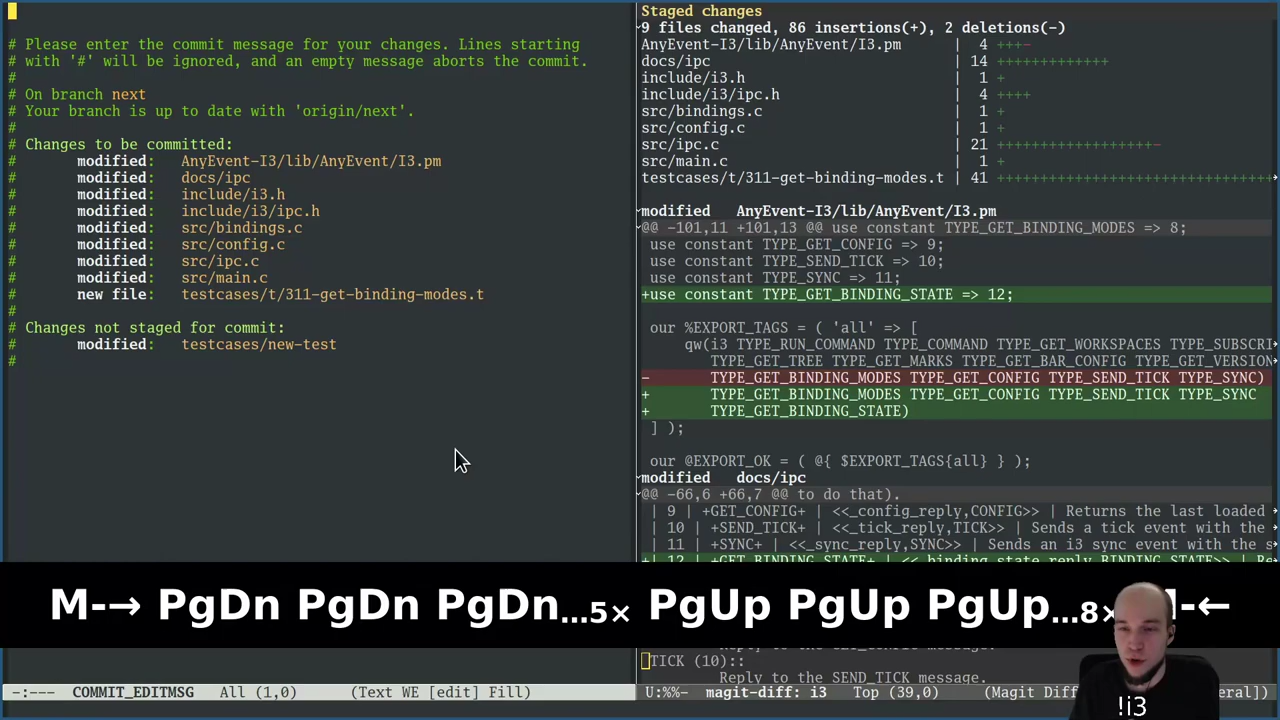 # Please enter the commit message for your changes. Lines starting
# with '#' will be ignored, and an empty message aborts the commit.
#
# On branch next
# Your branch is up to date with 'origin/next'.
#
# Changes to be committed:
#       modified:   AnyEvent-I3/lib/AnyEvent/I3.pm
#       modified:   docs/ipc
#       modified:   include/i3.h
#       modified:   include/i3/ipc.h
#       modified:   src/bindings.c
#       modified:   src/config.c
#       modified:   src/ipc.c
#       modified:   src/main.c
#       new file:   testcases/t/311-get-binding-modes.t
#
# Changes not staged for commit:
#       modified:   testcases/new-test
#
-:---  COMMIT_EDITMSG   All (1,0)      (Text WE [edit] Fill)
Staged changes
9 files changed, 86 insertions(+), 2 deletions(-)
AnyEvent-I3/lib/AnyEvent/I3.pm      |  4 +++-
docs/ipc                            | 14 +++++++++++++
include/i3.h                        |  1 +
include/i3/ipc.h                    |  4 ++++
src/bindings.c                      |  1 +
src/config.c                        |  1 +
src/ipc.c                           | 21 ++++++++++++++++++-
src/main.c                          |  1 +
testcases/t/311-get-binding-modes.t | 41 ++++++++++++++++++++++++++++++++
modified   AnyEvent-I3/lib/AnyEvent/I3.pm
@@ -101,11 +101,13 @@ use constant TYPE_GET_BINDING_MODES => 8;
use constant TYPE_GET_CONFIG => 9;
use constant TYPE_SEND_TICK => 10;
use constant TYPE_SYNC => 11;
+use constant TYPE_GET_BINDING_STATE => 12;
our %EXPORT_TAGS = ( 'all' => [
qw(i3 TYPE_RUN_COMMAND TYPE_COMMAND TYPE_GET_WORKSPACES TYPE_SUBSCRI
TYPE_GET_TREE TYPE_GET_MARKS TYPE_GET_BAR_CONFIG TYPE_GET_VERSION
-       TYPE_GET_BINDING_MODES TYPE_GET_CONFIG TYPE_SEND_TICK TYPE_SYNC)
+       TYPE_GET_BINDING_MODES TYPE_GET_CONFIG TYPE_SEND_TICK TYPE_SYNC
+       TYPE_GET_BINDING_STATE)
] );
our @EXPORT_OK = ( @{ $EXPORT_TAGS{all} } );
modified   docs/ipc
@@ -66,6 +66,7 @@ to do that).
| 9 | +GET_CONFIG+ | <<_config_reply,CONFIG>> | Returns the last loaded
| 10 | +SEND_TICK+ | <<_tick_reply,TICK>> | Sends a tick event with the
| 11 | +SYNC+ | <<_sync_reply,SYNC>> | Sends an i3 sync event with the s
+| 12 | +GET_BINDING_STATE+ | <<_binding_state_reply,BINDING_STATE>> | Re
M-→ PgDn PgDn PgDn...5× PgUp PgUp PgUp...8× M-←
TICK (10)::
Reply to the SEND_TICK message.
U:%%-  magit-diff: i3   Top (39,0)     (Magit Diff
!i3